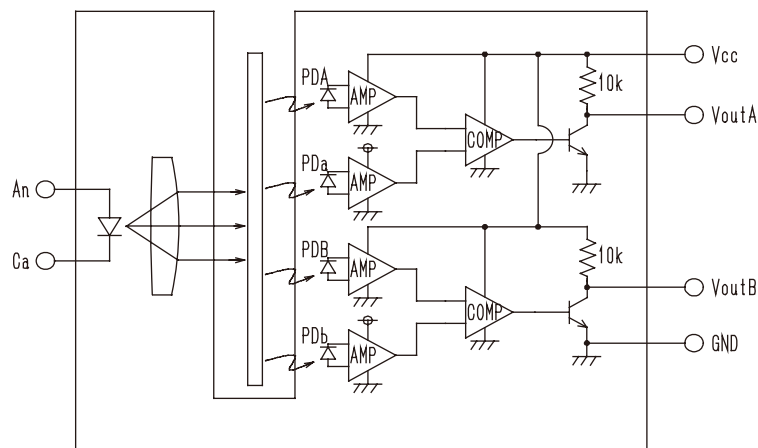 PDA
AMP
Vcc
10k
VoutA
COMP
PDa
AMP
An
Ca
PDB
AMP
10k
VoutB
COMP
PDb
AMP
GND